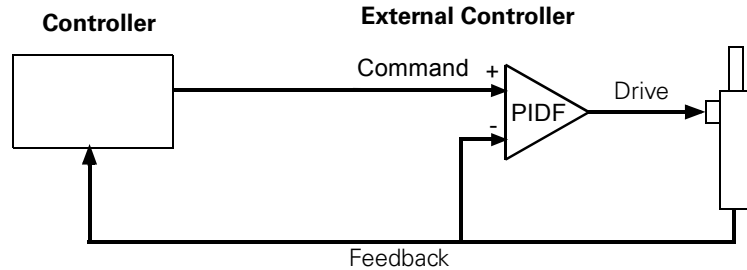 External Controller
Controller
Command
+
Drive
PIDF
-
Feedback